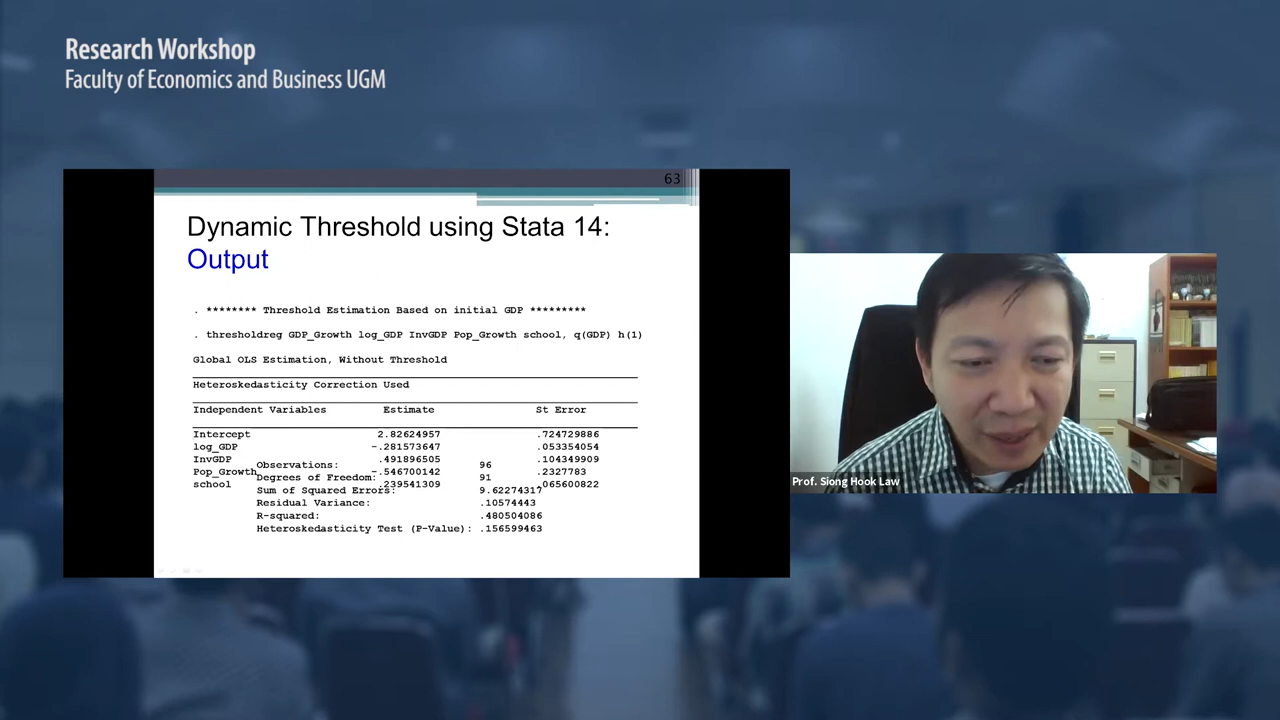 Research Workshop
Faculty of Economics and Business UGM
63
Dynamic Threshold using Stata 14:
Output
. ******** Threshold Estimation Based on initial GDP *********
. thresholdreg GDP_Growth log_GDP InvGDP Pop_Growth school, q(GDP) h(1)
Global OLS Estimation, Without Threshold
Heteroskedasticity Correction Used
Independent Variables Estimate St Error
Intercept 2.82624957 .724729886
log_GDP -.281573647 .053354054
InvGDP .491896505 .104349909
Pop_Growth -.546700142 .2327783
school .239541309 .065600822
Observations: 96
Degrees of Freedom: 91
Sum of Squared Errors: 9.62274317
Residual Variance: .10574443
R-squared: .480504086
Heteroskedasticity Test (P-Value): .156599463
Prof. Siong Hook Law